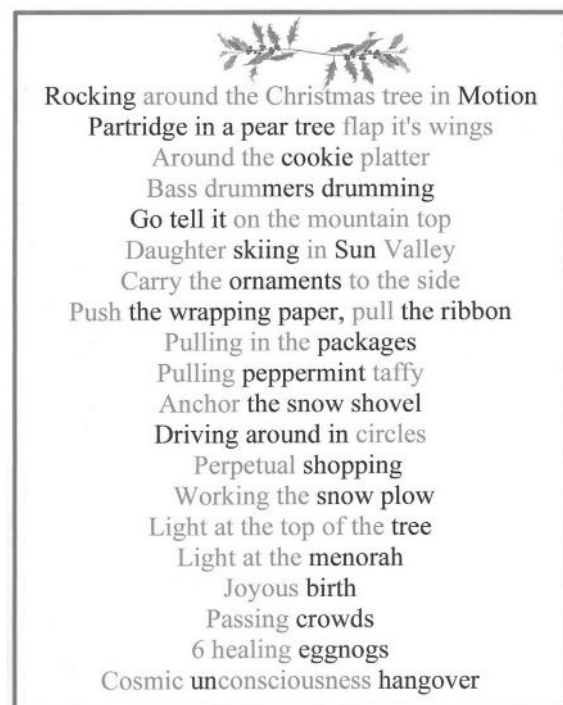 Rocking around the Christmas tree in Motion
Partridge in a pear tree flap it's wings
Around the cookie platter
Bass drummers drumming
Go tell it on the mountain top
Daughter skiing in Sun Valley
Carry the ornaments to the side
Push the wrapping paper, pull the ribbon
Pulling in the packages
Pulling peppermint taffy
Anchor the snow shovel
Driving around in circles
Perpetual shopping
Working the snow plow
Light at the top of the tree
Light at the menorah
Joyous birth
Passing crowds
6 healing eggnogs
Cosmic unconsciousness hangover